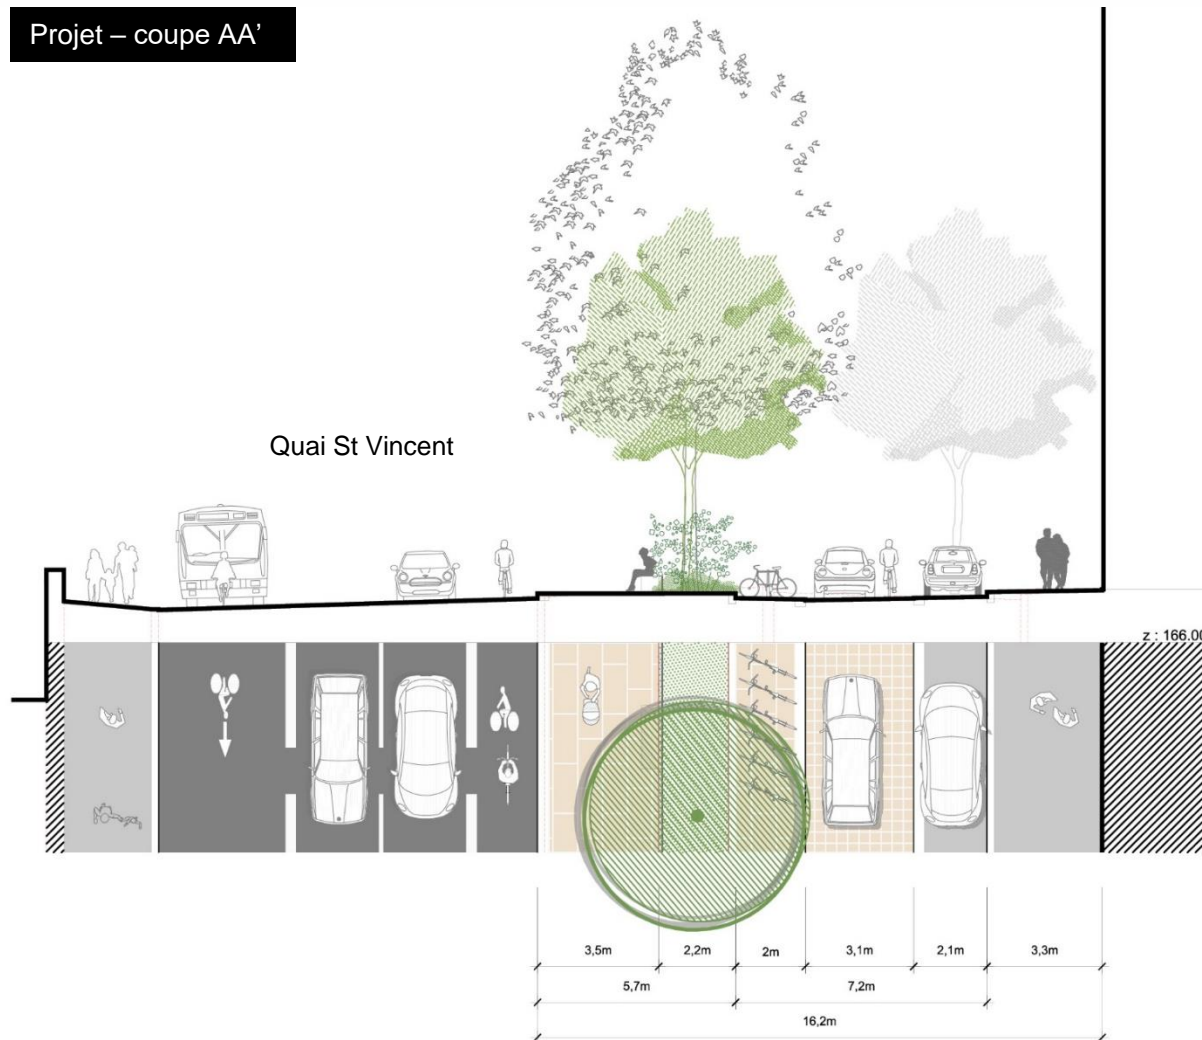 Projet – coupe AA’
Quai St Vincent
z : 166.00
3,5m
2,2m
2m
3,1m
2,1m
3,3m
5,7m
7,2m
16,2m